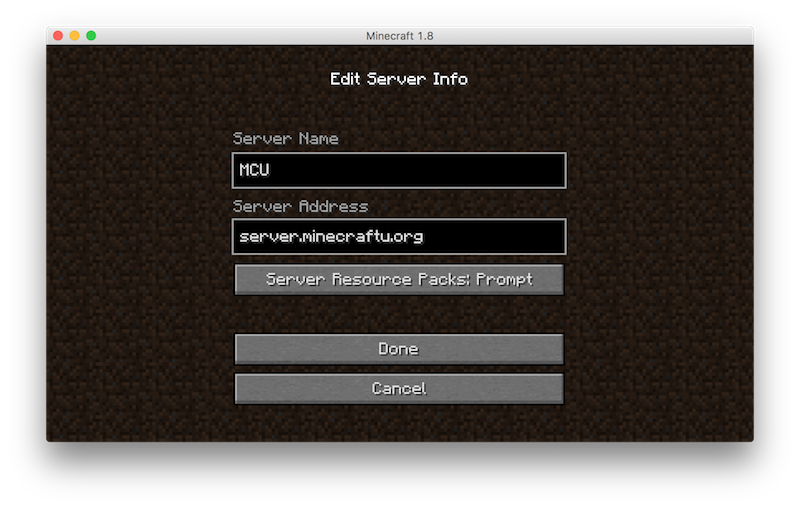 Minecraft 1.8
Edit Server Info
Server Name
MCU
Server Address
server.minecraftu.org
Server Resource Packs: Prompt
Done
Cancel